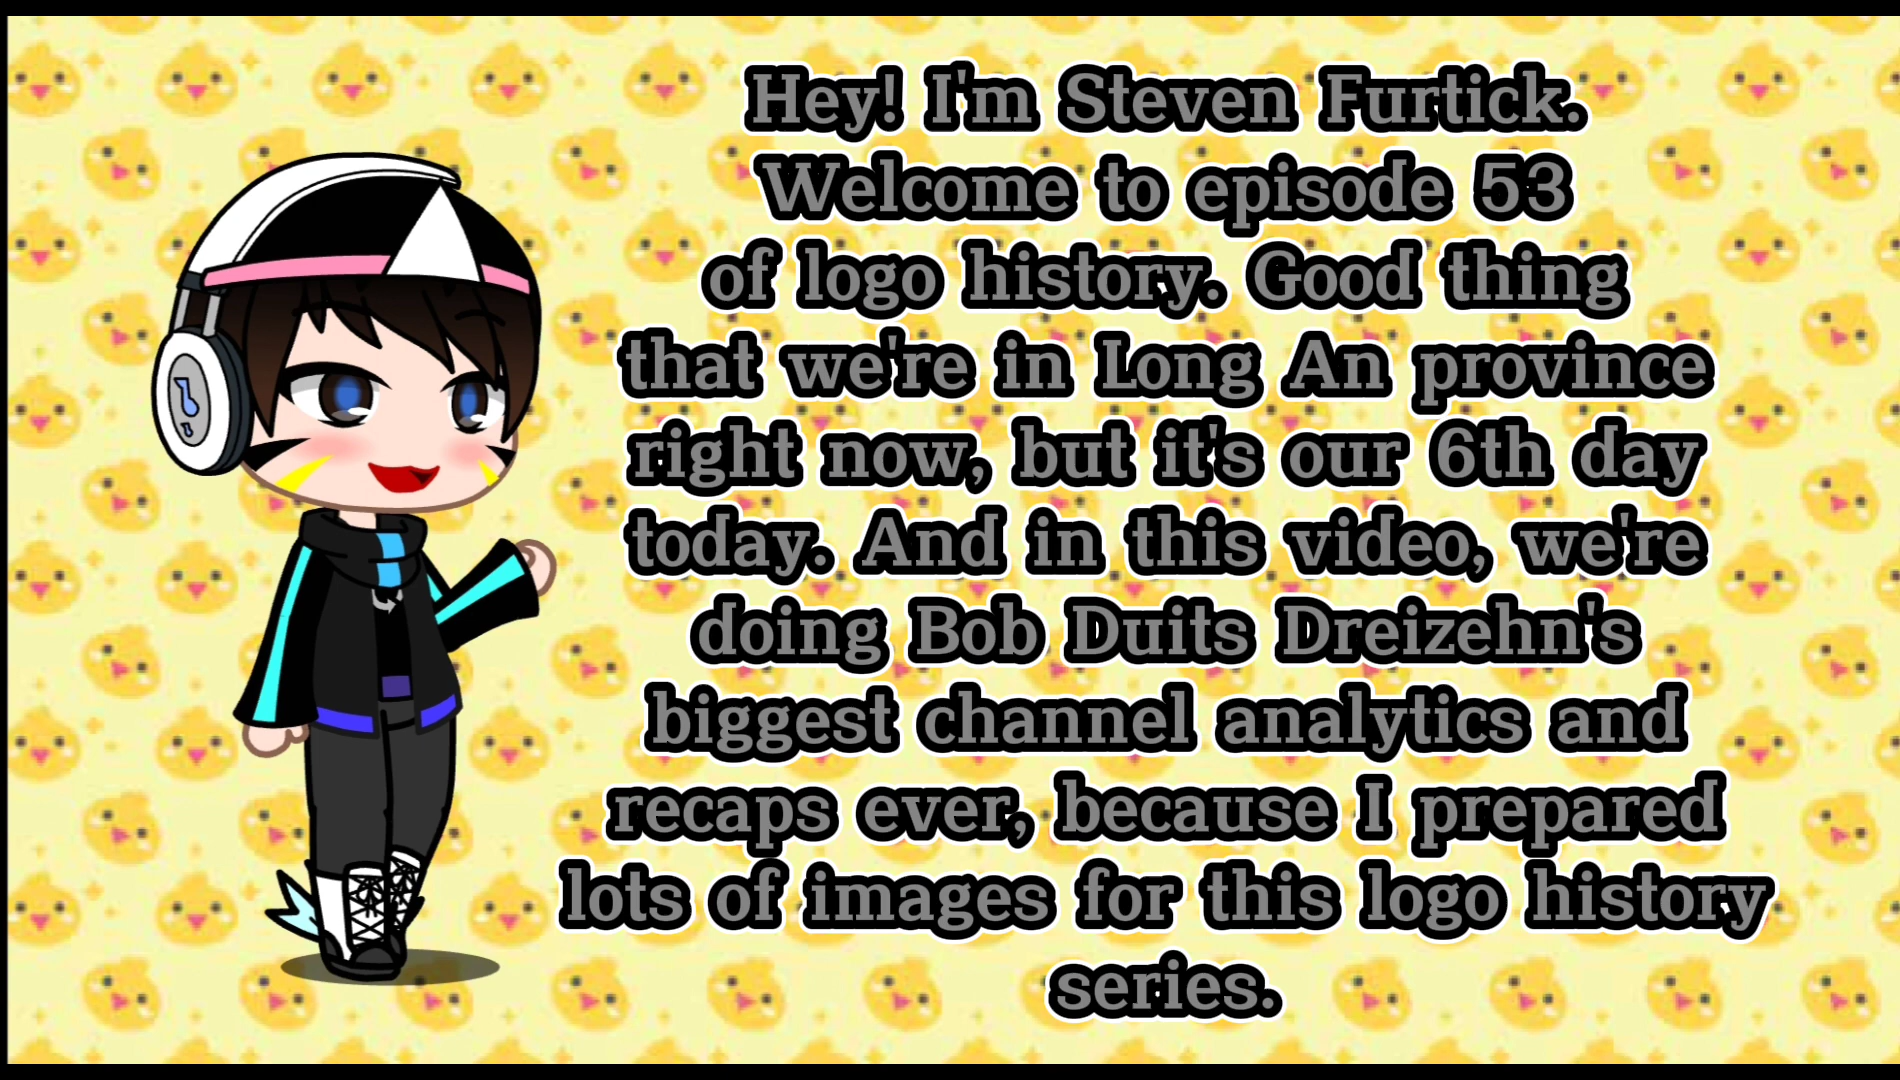 Hey! I'm Steven Furtick.
Welcome to episode 53
of logo history. Good thing
that we're in Long An province
right now, but it's our 6th day
today. And in this video, we're
doing Bob Duits Dreizehn's
biggest channel analytics and
recaps ever, because I prepared
lots of images for this logo history
series.